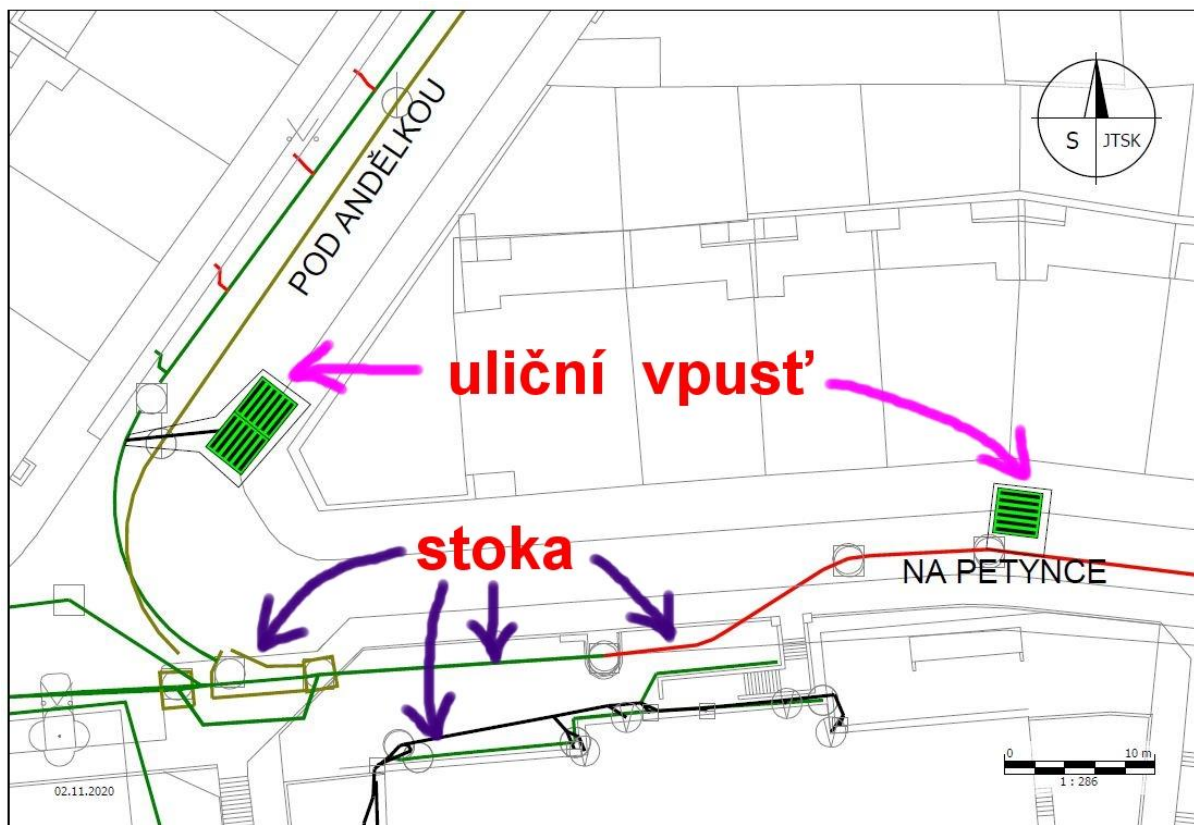 POD ANDĚLKOU
S JTSK
uliční vpusť
stoka
NA PETYNCE
0 10 m
1 : 286
02.11.2020